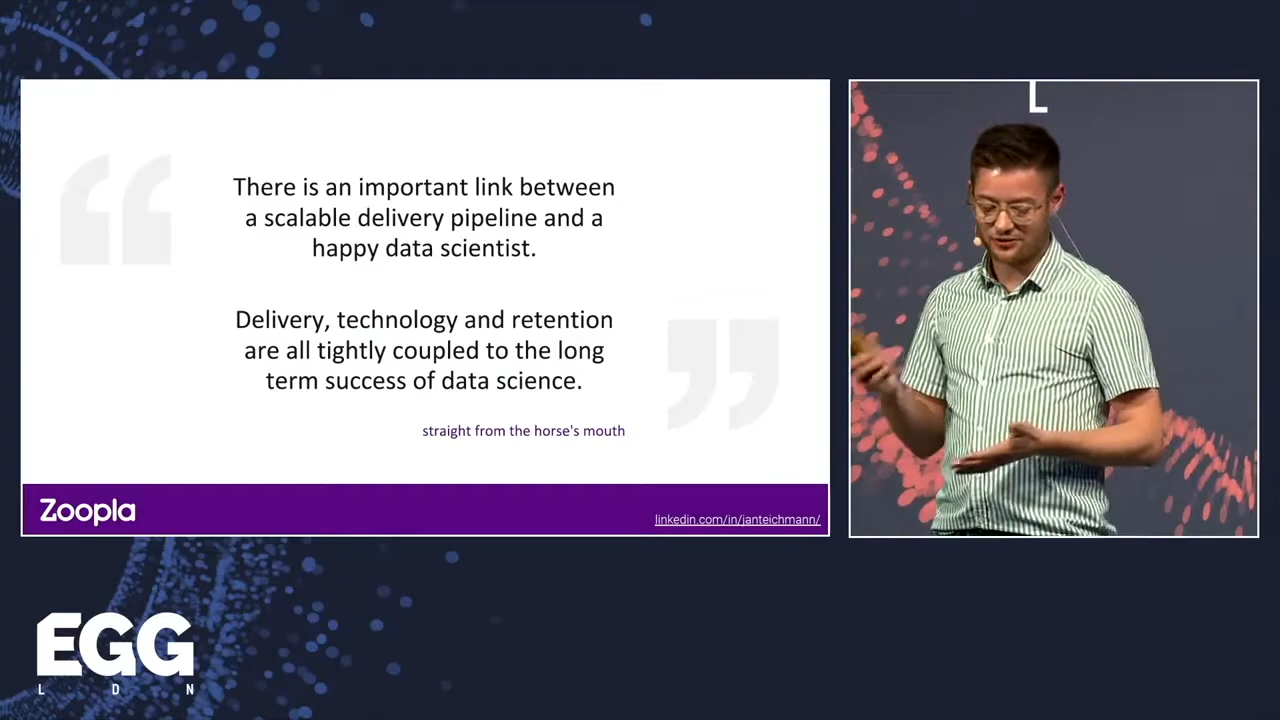 There is an important link between
a scalable delivery pipeline and a
happy data scientist.
Delivery, technology and retention
are all tightly coupled to the long
term success of data science.
straight from the horse's mouth
Zoopla
linkedin.com/in/janteichmann/
L
EGG
L D N